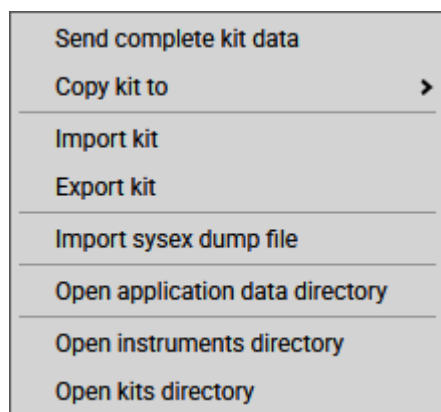 Send complete kit data
Copy kit to
Import kit
Export kit
Import sysex dump file
Open application data directory
Open instruments directory
Open kits directory